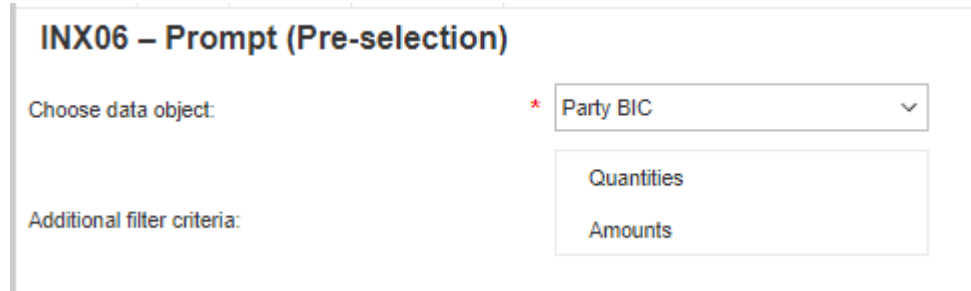 INX06 – Prompt (Pre-selection)
Choose data object: * Party BIC
Quantities
Additional filter criteria:
Amounts